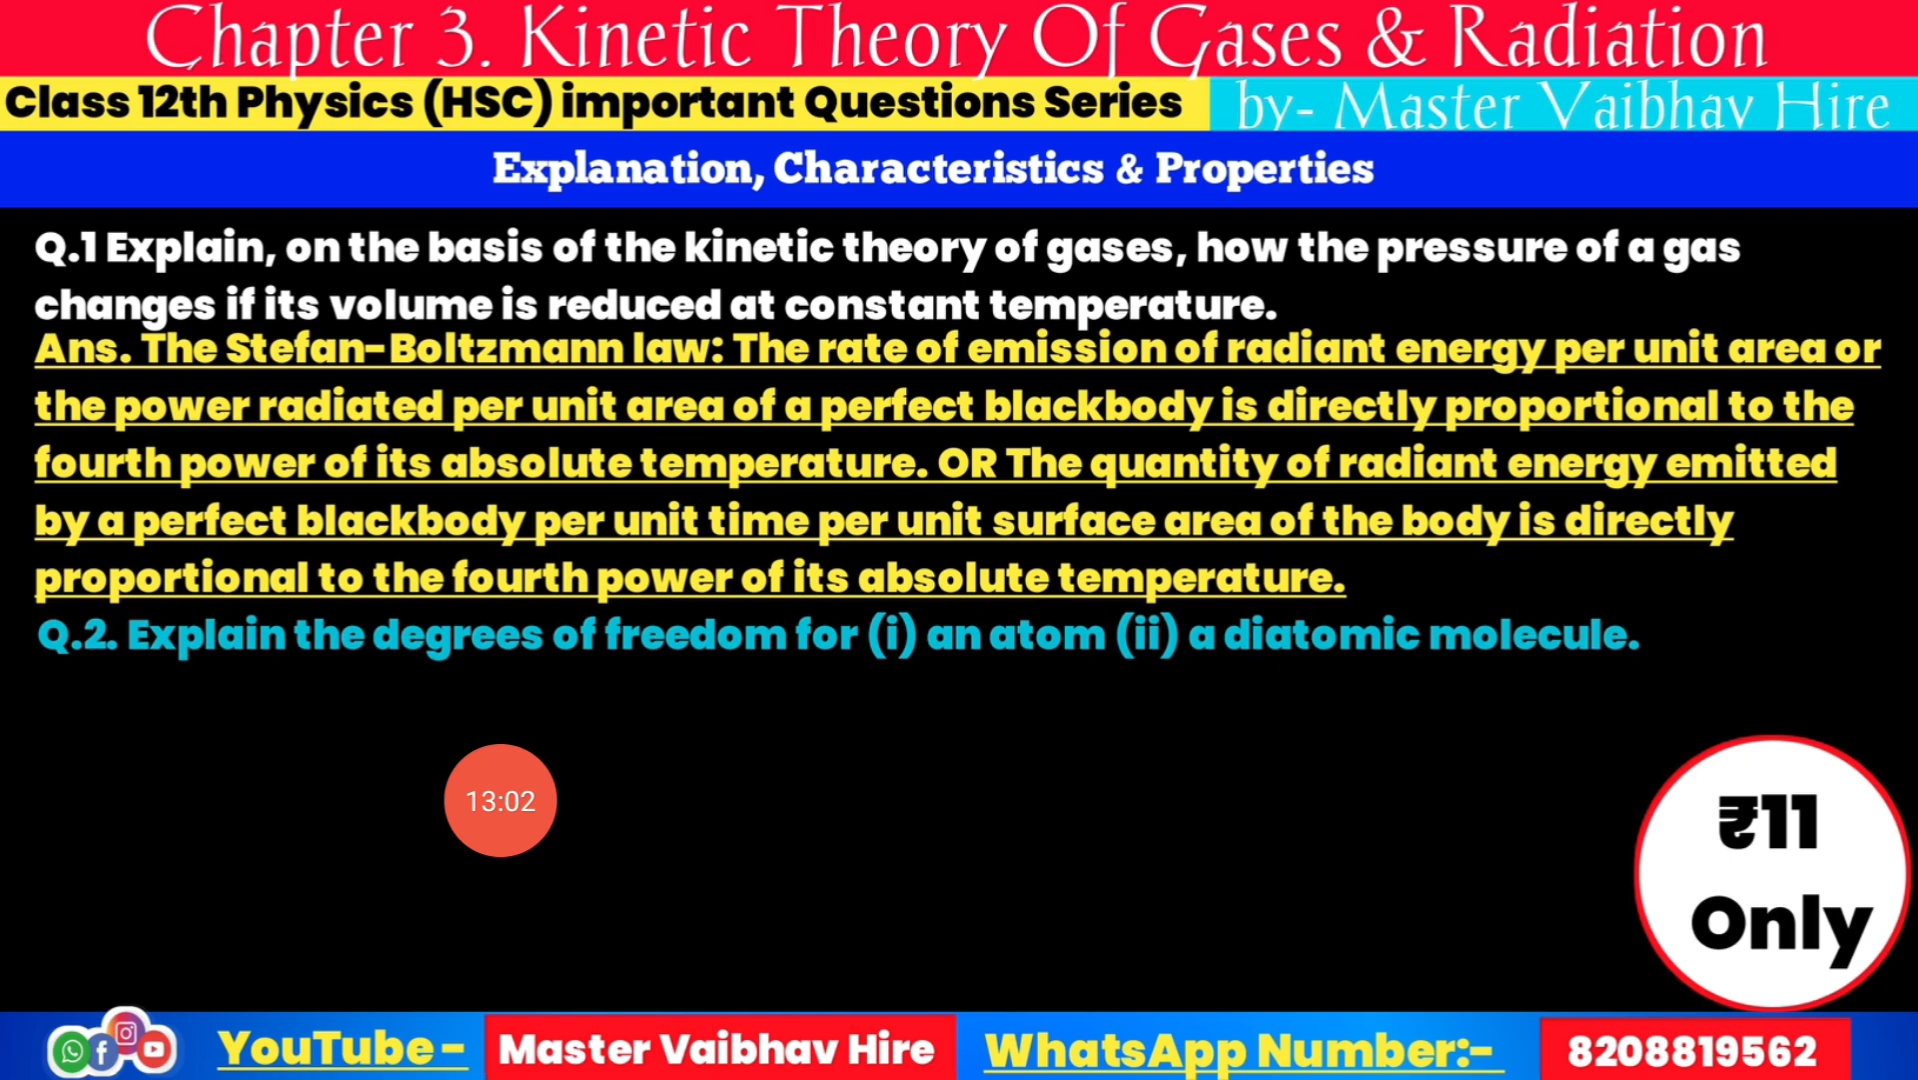 Chapter 3. Kinetic Theory Of Gases & Radiation
Class 12th Physics (HSC) important Questions Series
by- Master Vaibhav Hire
Explanation, Characteristics & Properties
Q.1 Explain, on the basis of the kinetic theory of gases, how the pressure of a gas
changes if its volume is reduced at constant temperature.
Ans. The Stefan-Boltzmann law: The rate of emission of radiant energy per unit area or
the power radiated per unit area of a perfect blackbody is directly proportional to the
fourth power of its absolute temperature. OR The quantity of radiant energy emitted
by a perfect blackbody per unit time per unit surface area of the body is directly
proportional to the fourth power of its absolute temperature.
Q.2. Explain the degrees of freedom for (i) an atom (ii) a diatomic molecule.
13:02
₹11
Only
YouTube-
Master Vaibhav Hire
WhatsApp Number:-
8208819562